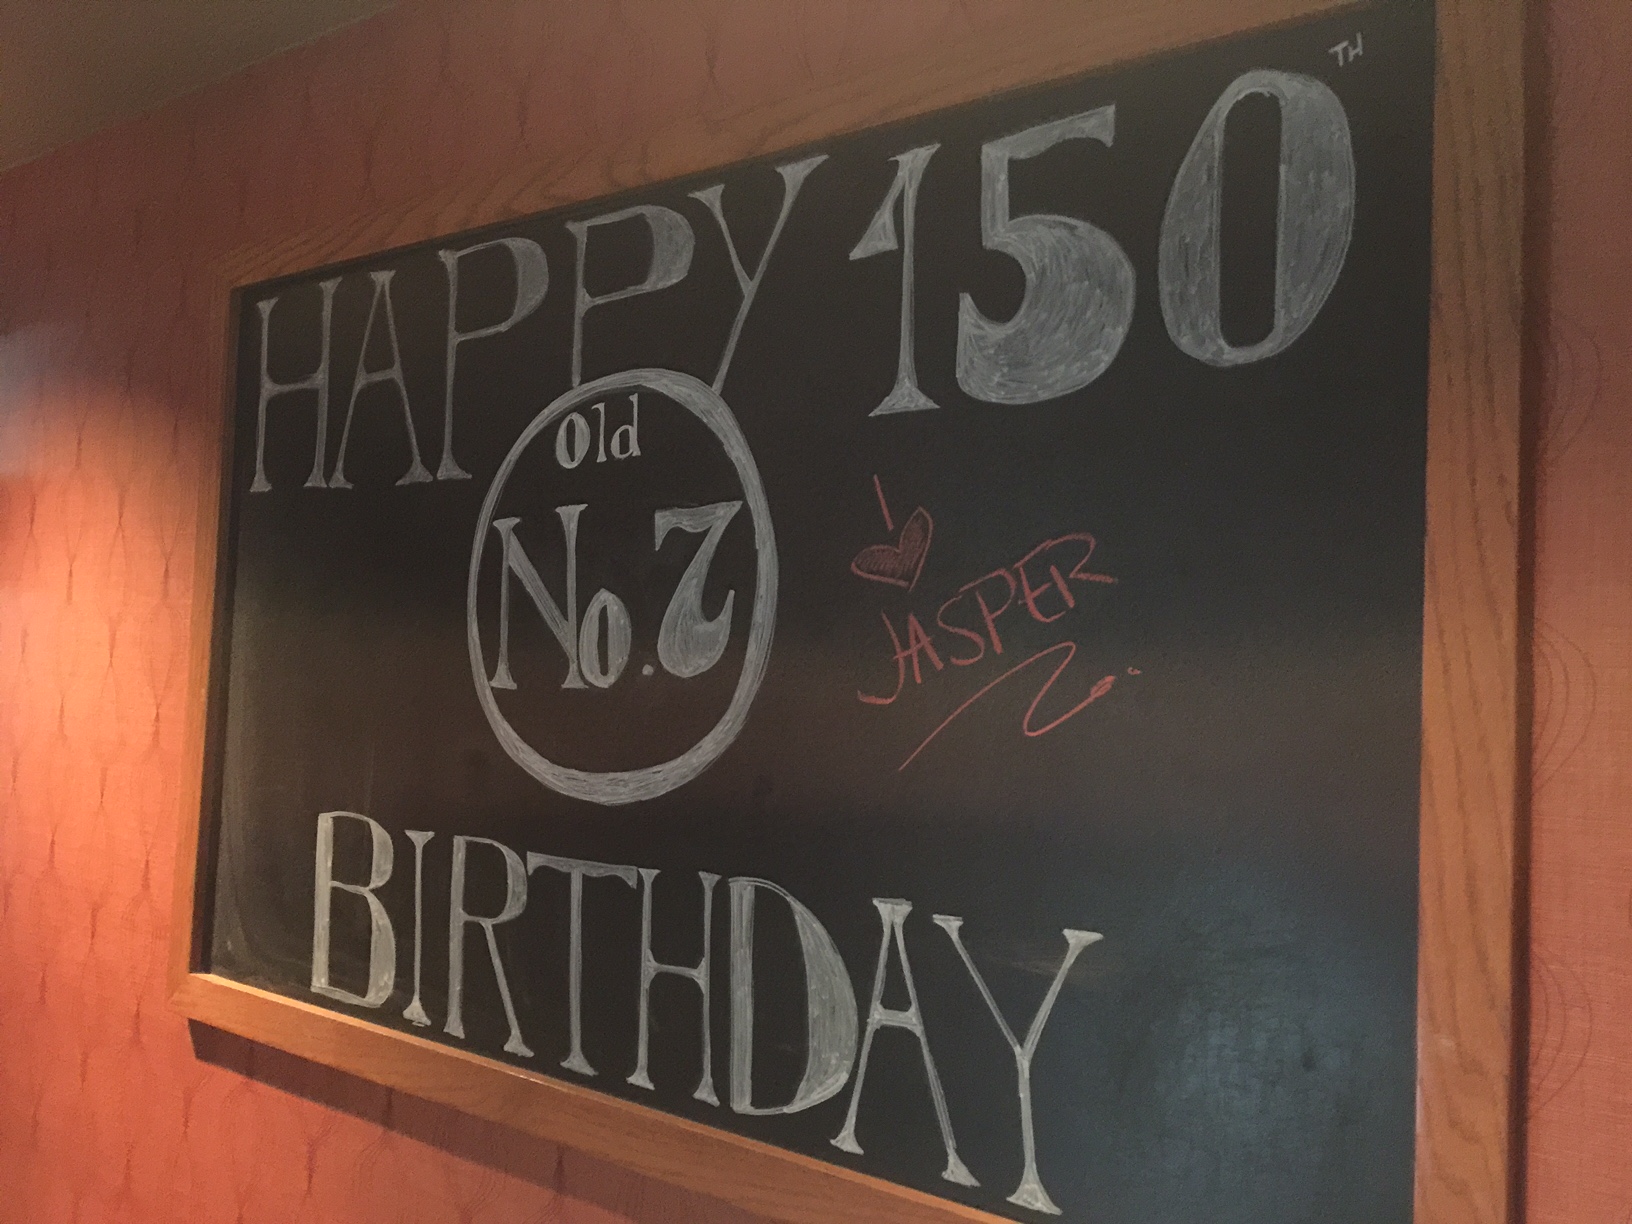 HAPPY 150TH
Old
No.7
I ♥
JASPER
BIRTHDAY